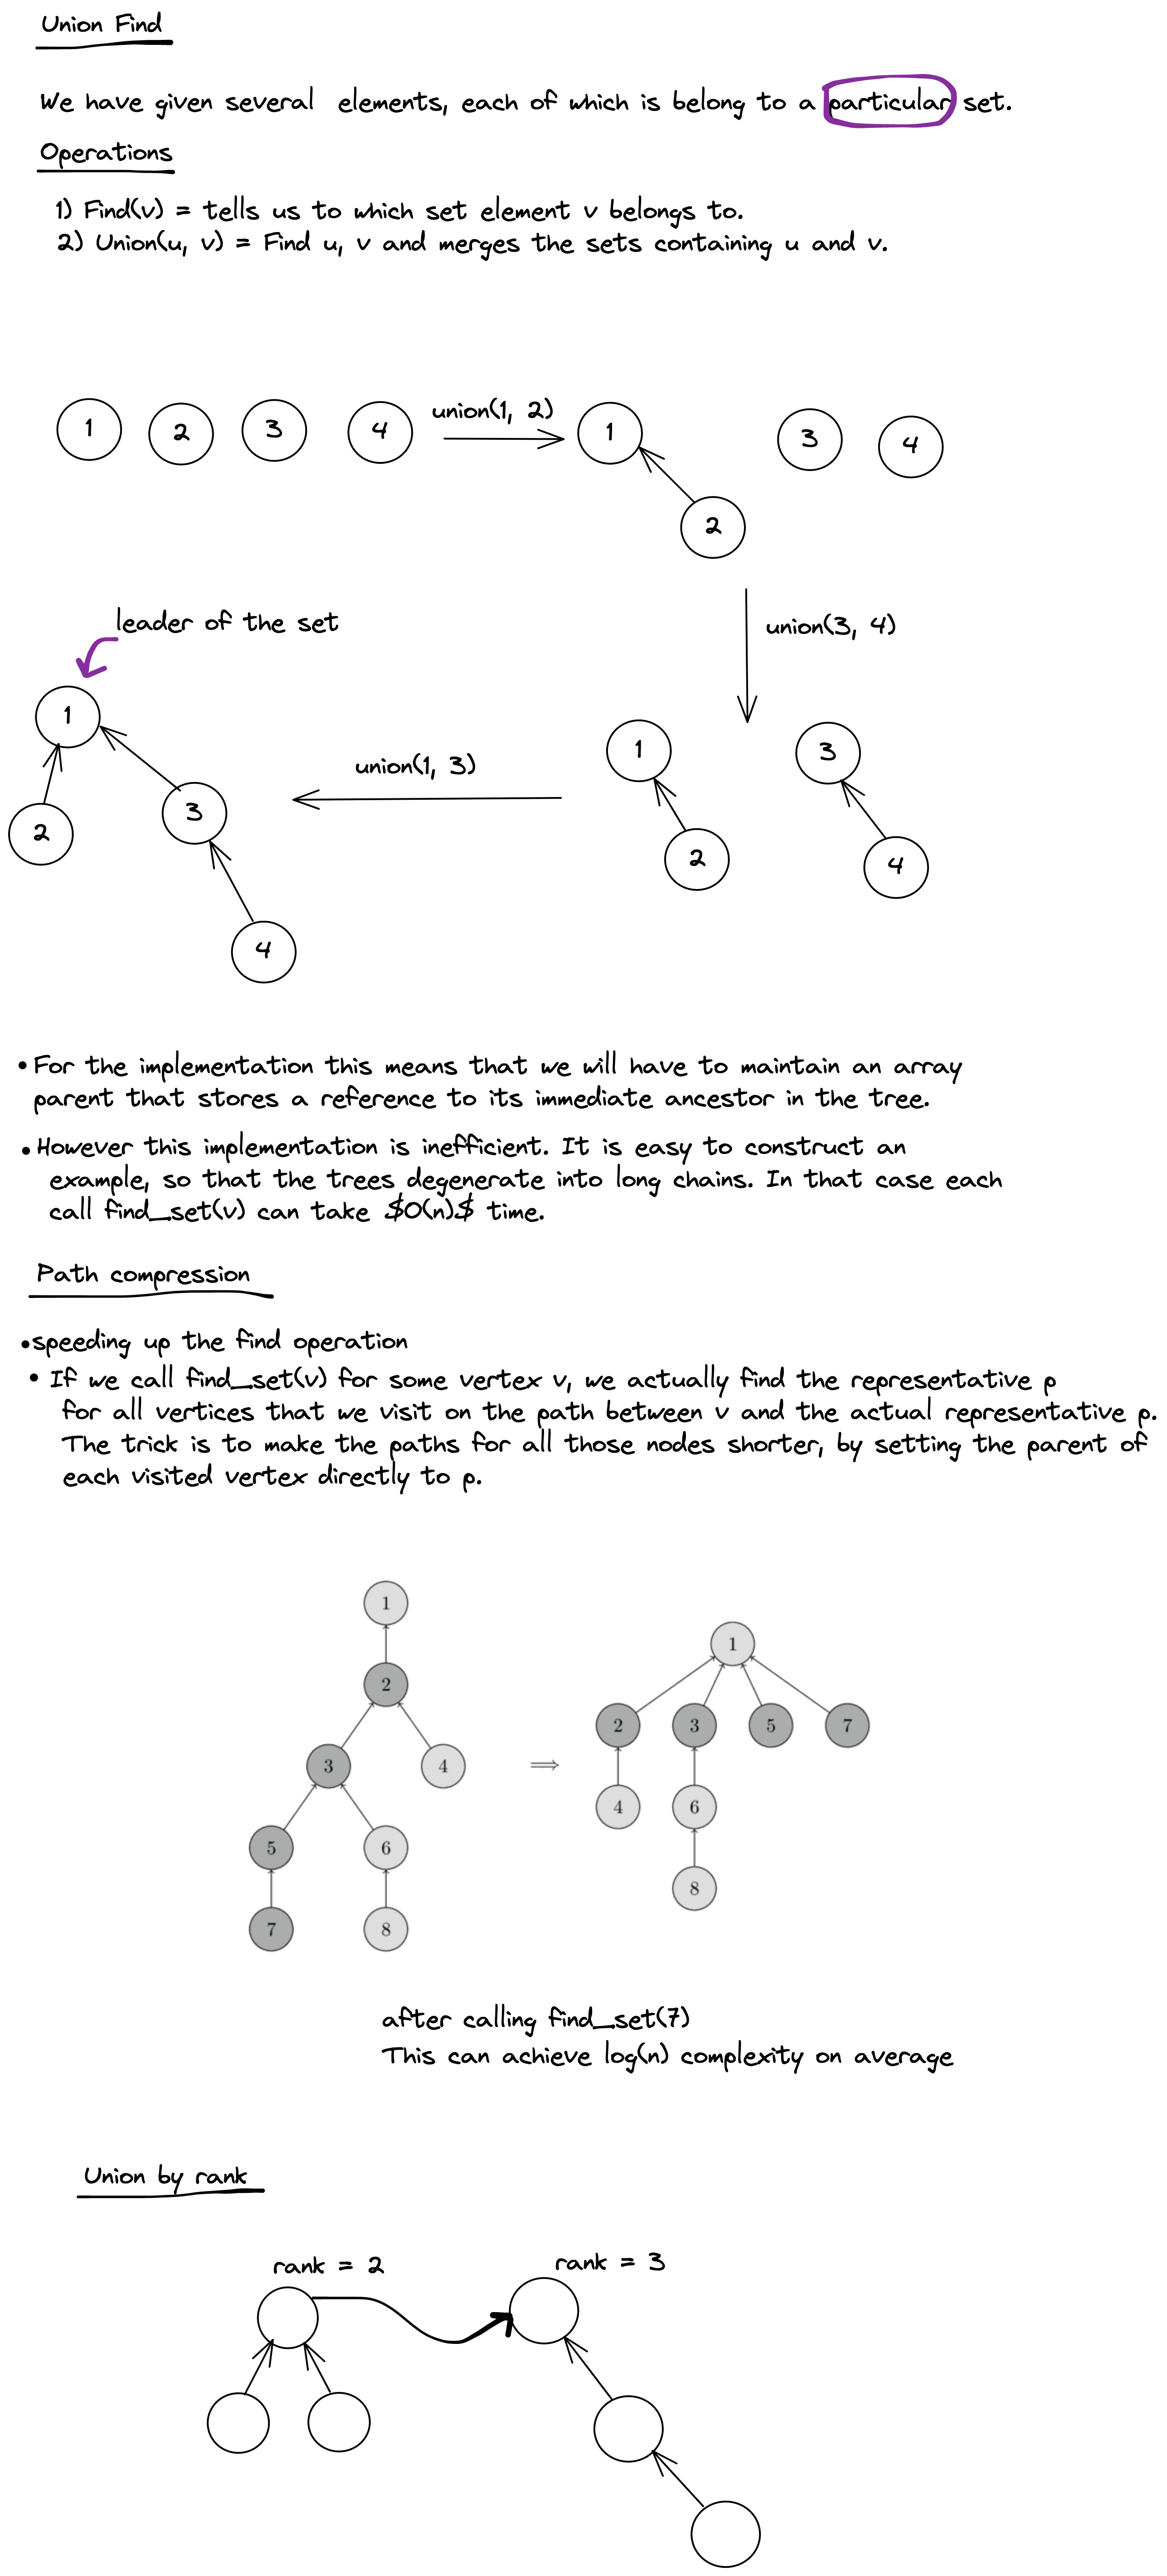 Union Find
We have given several elements, each of which is belong to a particular set.
Operations
1) Find(v) = tells us to which set element v belongs to.
2) Union(u, v) = Find u, v and merges the sets containing u and v.
1 2 3 4 union(1, 2) 1 3 4
2
leader of the set
union(3, 4)
1
1 3
union(1, 3)
3
2
2 4
4
• For the implementation this means that we will have to maintain an array
parent that stores a reference to its immediate ancestor in the tree.
• However this implementation is inefficient. It is easy to construct an
example, so that the trees degenerate into long chains. In that case each
call find_set(v) can take $O(n)$ time.
Path compression
• speeding up the find operation
• If we call find_set(v) for some vertex v, we actually find the representative p
for all vertices that we visit on the path between v and the actual representative p.
The trick is to make the paths for all those nodes shorter, by setting the parent of
each visited vertex directly to p.
1
2
3 4
5 6
7 8
⟹
1
2 3 5 7
4 6
8
after calling find_set(7)
This can achieve log(n) complexity on average
Union by rank
rank = 2 rank = 3